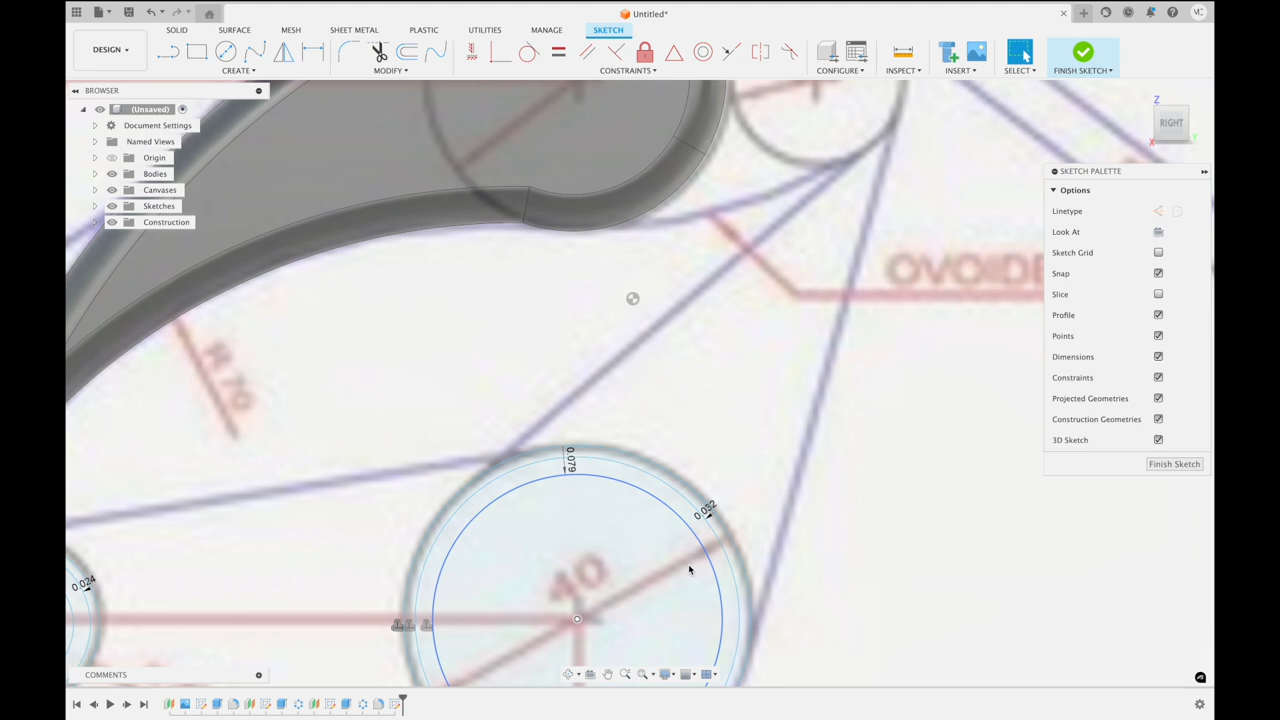 Untitled*
MC
DESIGN
SOLID
SURFACE
MESH
SHEET METAL
PLASTIC
UTILITIES
MANAGE
SKETCH
CREATE
MODIFY
CONSTRAINTS
CONFIGURE
INSPECT
INSERT
SELECT
FINISH SKETCH
BROWSER
(Unsaved)
Document Settings
Named Views
Origin
Bodies
Canvases
Sketches
Construction
Z
RIGHT
X
Y
SKETCH PALETTE
Options
Linetype
Look At
Sketch Grid
Snap
Slice
Profile
Points
Dimensions
Constraints
Projected Geometries
Construction Geometries
3D Sketch
Finish Sketch
OVOIDE
R 70
0.079
0.032
40
0.024
COMMENTS